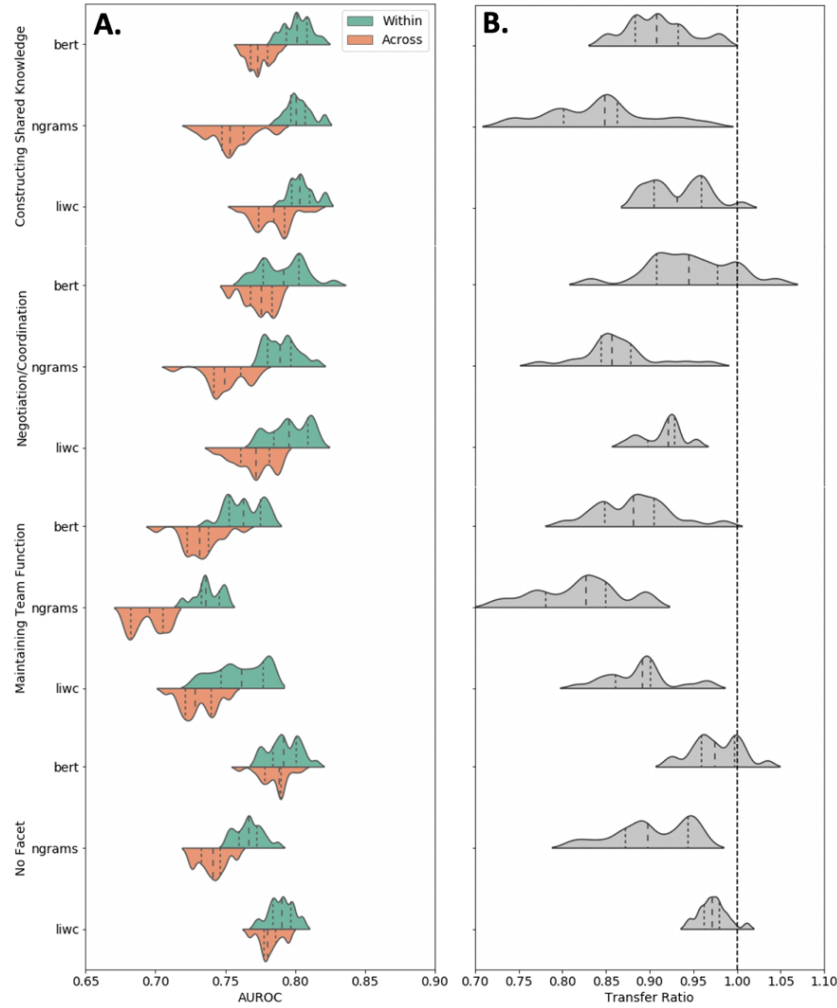 A.
Within
Across
B.
Constructing Shared Knowledge
bert
ngrams
liwc
Negotiation/Coordination
bert
ngrams
liwc
Maintaining Team Function
bert
ngrams
liwc
No Facet
bert
ngrams
liwc
0.65 0.70 0.75 0.80 0.85 0.90
AUROC
0.70 0.75 0.80 0.85 0.90 0.95 1.00 1.05 1.10
Transfer Ratio